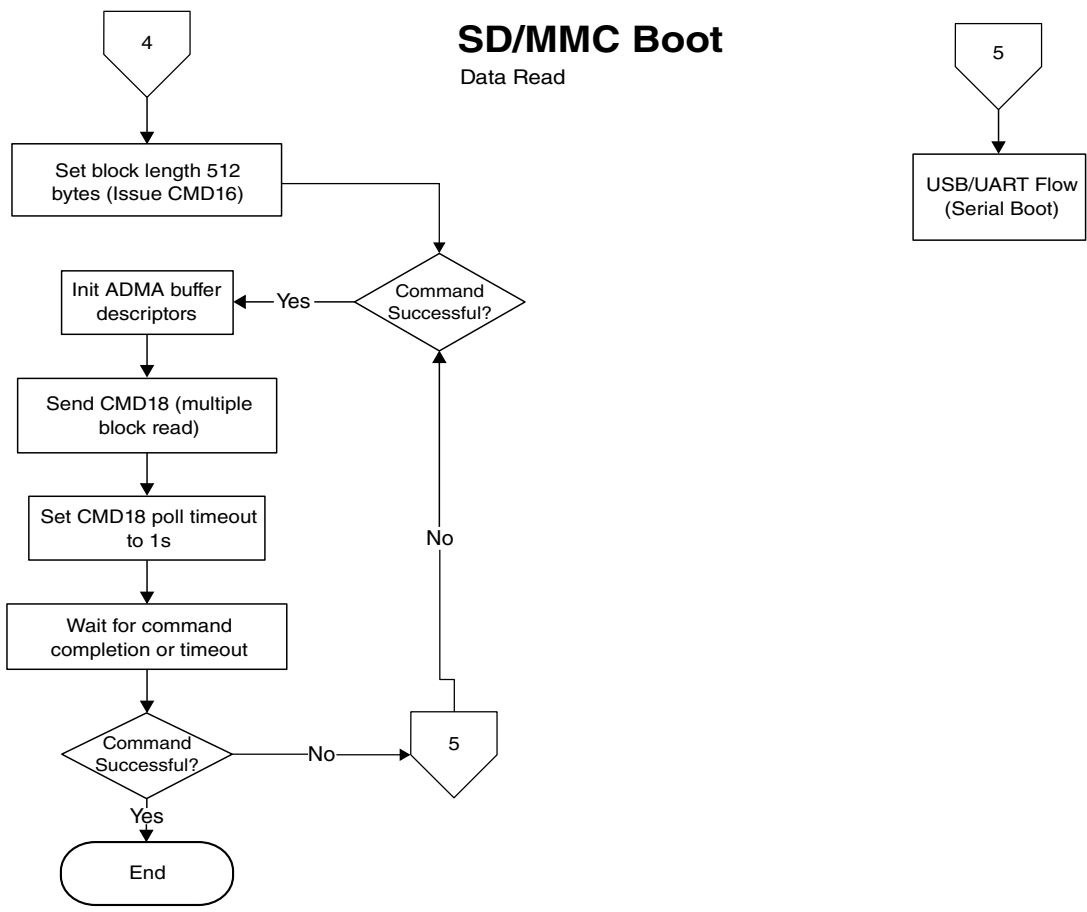 SD/MMC Boot
Data Read
4
5
Set block length 512
bytes (Issue CMD16)
USB/UART Flow
(Serial Boot)
Command
Successful?
Yes
Init ADMA buffer
descriptors
Send CMD18 (multiple
block read)
Set CMD18 poll timeout
to 1s
No
Wait for command
completion or timeout
Command
Successful?
No
5
Yes
End